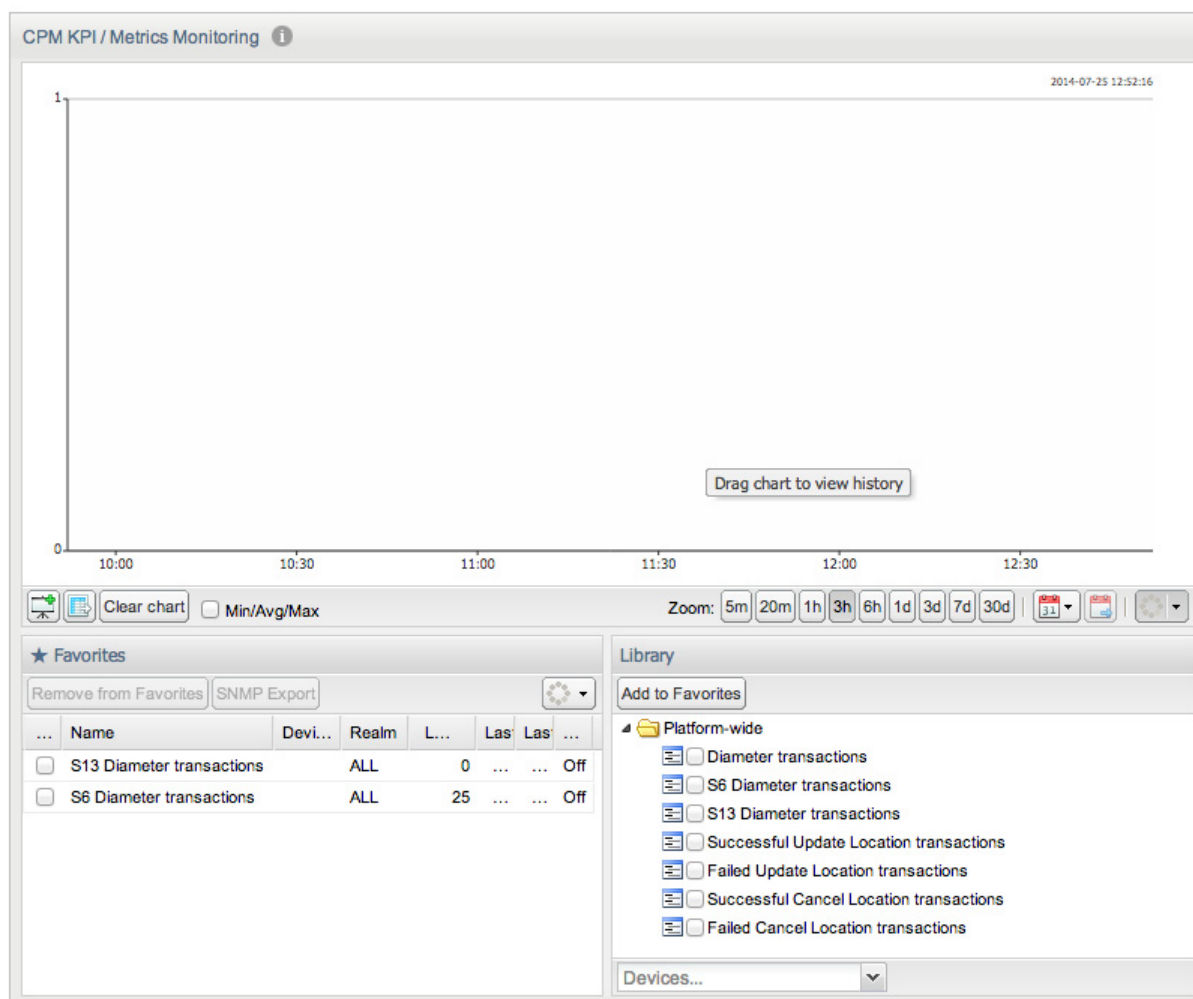 CPM KPI / Metrics Monitoring i
2014-07-25 12:52:16
1
Drag chart to view history
0
10:00 10:30 11:00 11:30 12:00 12:30
Clear chart Min/Avg/Max Zoom: 5m 20m 1h 3h 6h 1d 3d 7d 30d 31
Favorites
Remove from Favorites SNMP Export
... Name Devi... Realm L... Las Las ...
S13 Diameter transactions ALL 0 ... ... Off
S6 Diameter transactions ALL 25 ... ... Off
Library
Add to Favorites
Platform-wide
Diameter transactions
S6 Diameter transactions
S13 Diameter transactions
Successful Update Location transactions
Failed Update Location transactions
Successful Cancel Location transactions
Failed Cancel Location transactions
Devices...